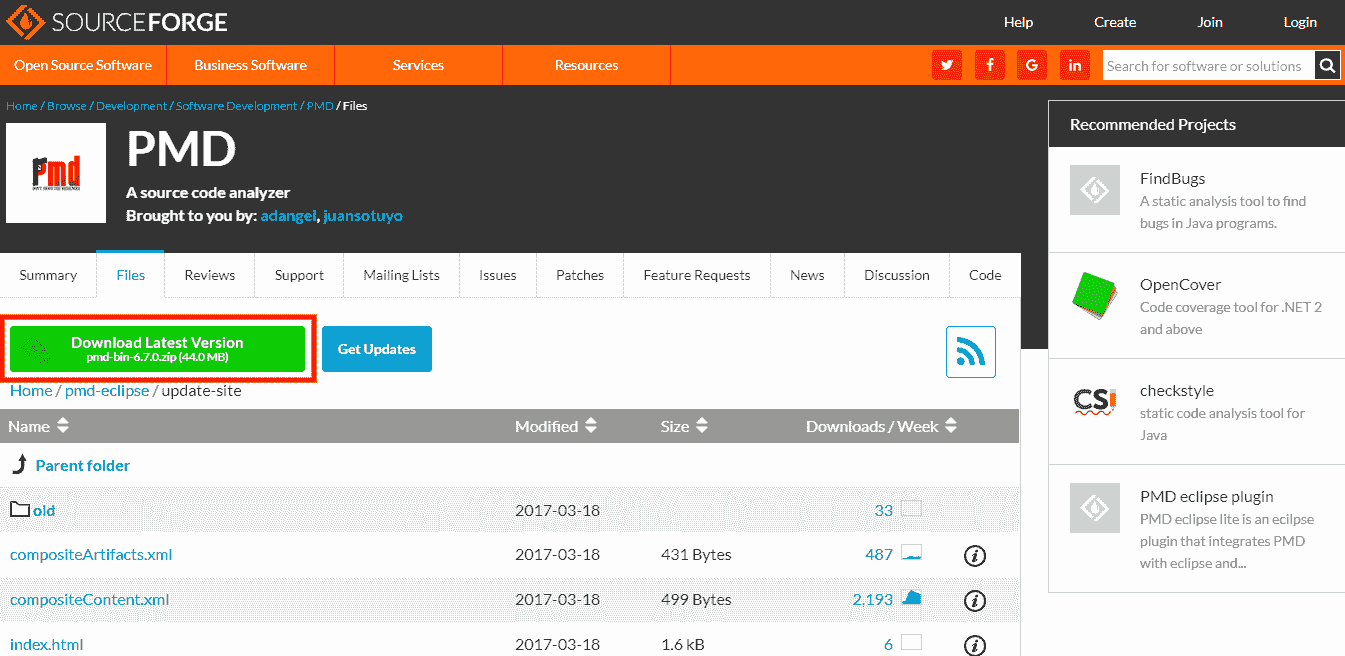 SOURCEFORGE
Help Create Join Login
Open Source Software Business Software Services Resources
Search for software or solutions
Home / Browse / Development / Software Development / PMD / Files
pmd
PMD
A source code analyzer
Brought to you by: adangel, juansotuyo
Summary Files Reviews Support Mailing Lists Issues Patches Feature Requests News Discussion Code
Download Latest Version
pmd-bin-6.7.0.zip (44.0 MB)
Get Updates
Home / pmd-eclipse / update-site
Name Modified Size Downloads / Week
Parent folder
old 2017-03-18 33
compositeArtifacts.xml 2017-03-18 431 Bytes 487
compositeContent.xml 2017-03-18 499 Bytes 2,193
index.html 2017-03-18 1.6 kB 6
Recommended Projects
FindBugs
A static analysis tool to find
bugs in Java programs.
OpenCover
Code coverage tool for .NET 2
and above
CS!
checkstyle
static code analysis tool for
Java
PMD eclipse plugin
PMD eclipse lite is an ecilpse
plugin that integrates PMD
with eclipse and...